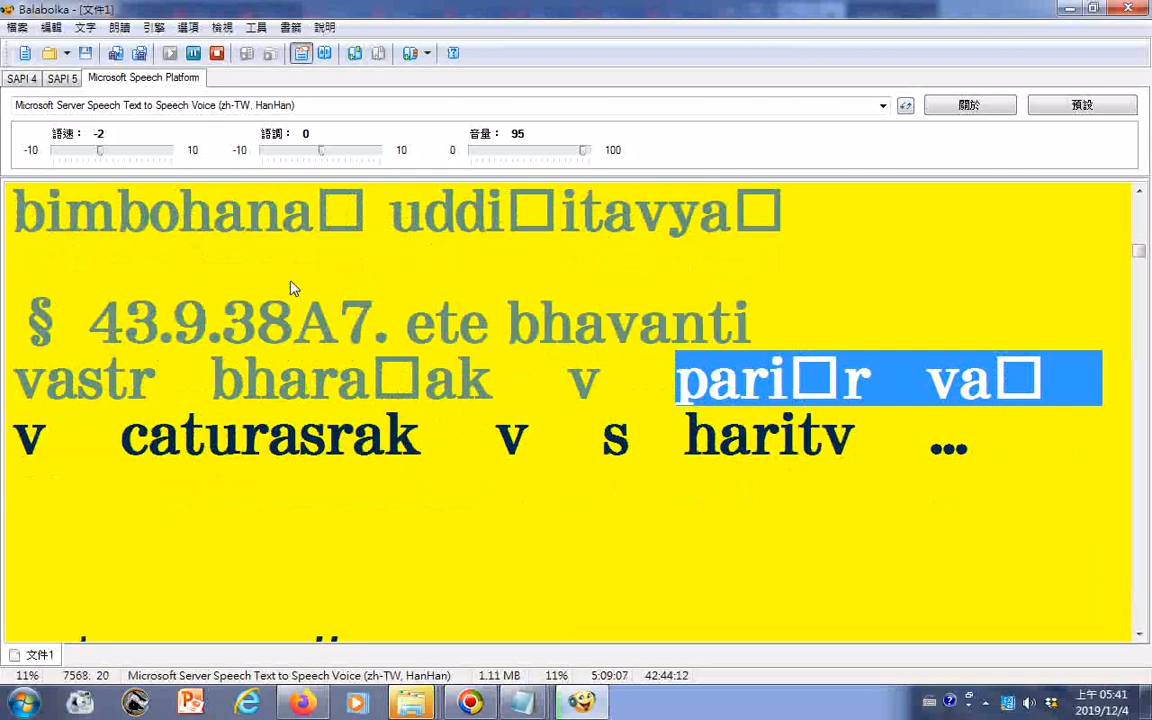 Balabolka - [文件1]
檔案 編輯 文字 朗讀 引擎 選項 檢視 工具 書籤 說明
SAPI 4 SAPI 5 Microsoft Speech Platform
Microsoft Server Speech Text to Speech Voice (zh-TW, HanHan) 關於 預設
語速： -2 語調： 0 音量： 95
-10 10 -10 10 0 100
bimbohana□ uddi□itavya□
§ 43.9.38A7. ete bhavanti
vastr bhara□ak v pari□r va□
v caturasrak v s haritv ...
文件1
11% 7568: 20 Microsoft Server Speech Text to Speech Voice (zh-TW, HanHan) 1.11 MB 11% 5:09:07 42:44:12
上午 05:41
2019/12/4